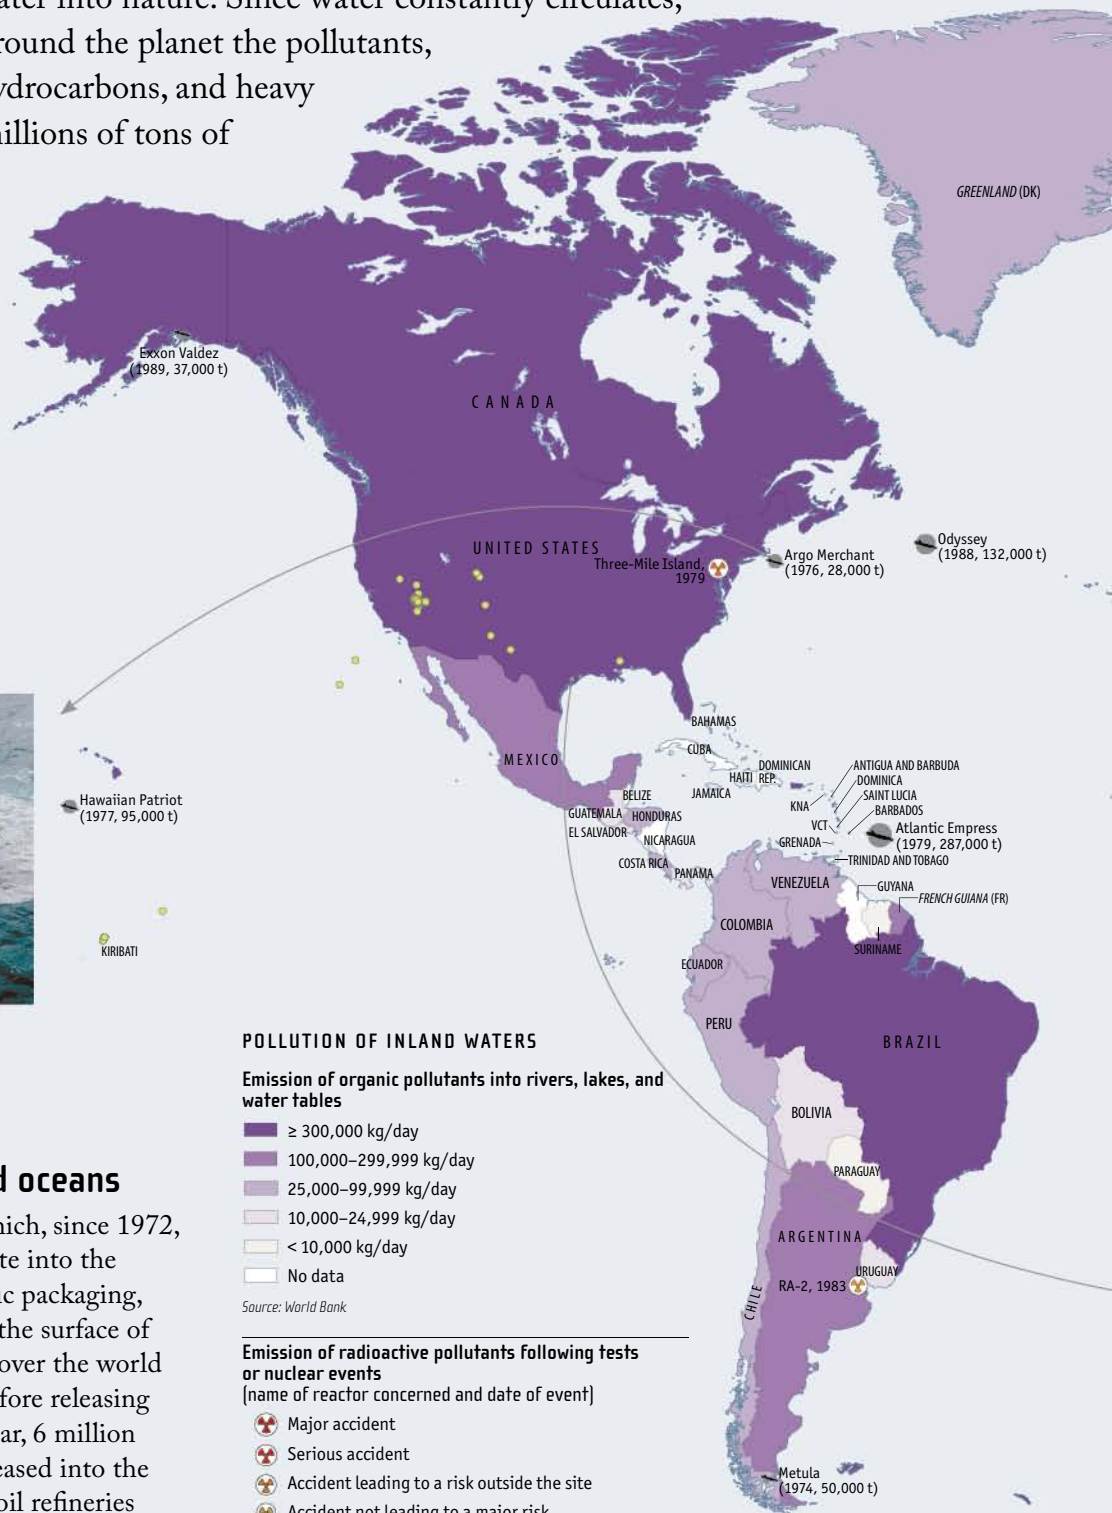 into nature. Since water constantly circulates,
the planet the pollutants,
and heavy
of tons of
GREENLAND (DK)
Exxon Valdez
(1989, 37,000 t)
CANADA
UNITED STATES
Three-Mile Island,
1979
Argo Merchant
(1976, 28,000 t)
Odyssey
(1988, 132,000 t)
MEXICO
BAHAMAS
CUBA
HAITI
DOMINICAN
REP.
JAMAICA
BELIZE
GUATEMALA
HONDURAS
EL SALVADOR
NICARAGUA
COSTA RICA
PANAMA
ANTIGUA AND BARBUDA
DOMINICA
SAINT LUCIA
BARBADOS
KNA
VCT
GRENADA
TRINIDAD AND TOBAGO
Atlantic Empress
(1979, 287,000 t)
Hawaiian Patriot
(1977, 95,000 t)
KIRIBATI
VENEZUELA
GUYANA
FRENCH GUIANA (FR)
SURINAME
COLOMBIA
ECUADOR
PERU
BRAZIL
BOLIVIA
PARAGUAY
ARGENTINA
URUGUAY
RA-2, 1983
CHILE
Metula
(1974, 50,000 t)
POLLUTION OF INLAND WATERS
Emission of organic pollutants into rivers, lakes, and
water tables
≥ 300,000 kg/day
100,000–299,999 kg/day
25,000–99,999 kg/day
10,000–24,999 kg/day
< 10,000 kg/day
No data
Source: World Bank
Emission of radioactive pollutants following tests
or nuclear events
(name of reactor concerned and date of event)
Major accident
Serious accident
Accident leading to a risk outside the site
Accident not leading to a major risk
oceans
since 1972,
into the
packaging,
the surface of
over the world
releasing
6 million
into the
oil refineries